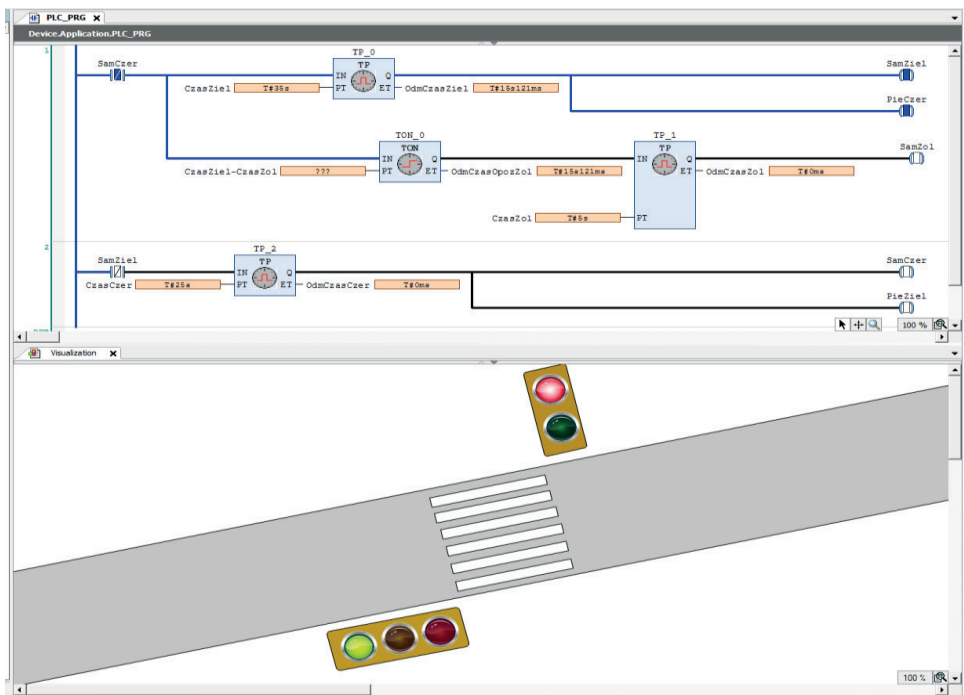 PLC_PRG X
Device.Application.PLC_PRG
1
SamCzer
TP_0
TP
IN Q
PT ET
CzasZiel T#35s
OdmCzasZiel T#15s121ms
SamZiel
PieCzer
TON_0
TON
IN Q
PT ET
CzasZiel-CzasZol ???
OdmCzasOpozZol T#15s121ms
TP_1
TP
IN Q
ET
PT
OdmCzasZol T#0ms
SamZol
CzasZol T#5s
2
SamZiel
TP_2
TP
IN Q
PT ET
CzasCzer T#25s
OdmCzasCzer T#0ms
SamCzer
PieZiel
100 %
Visualization X
100 %